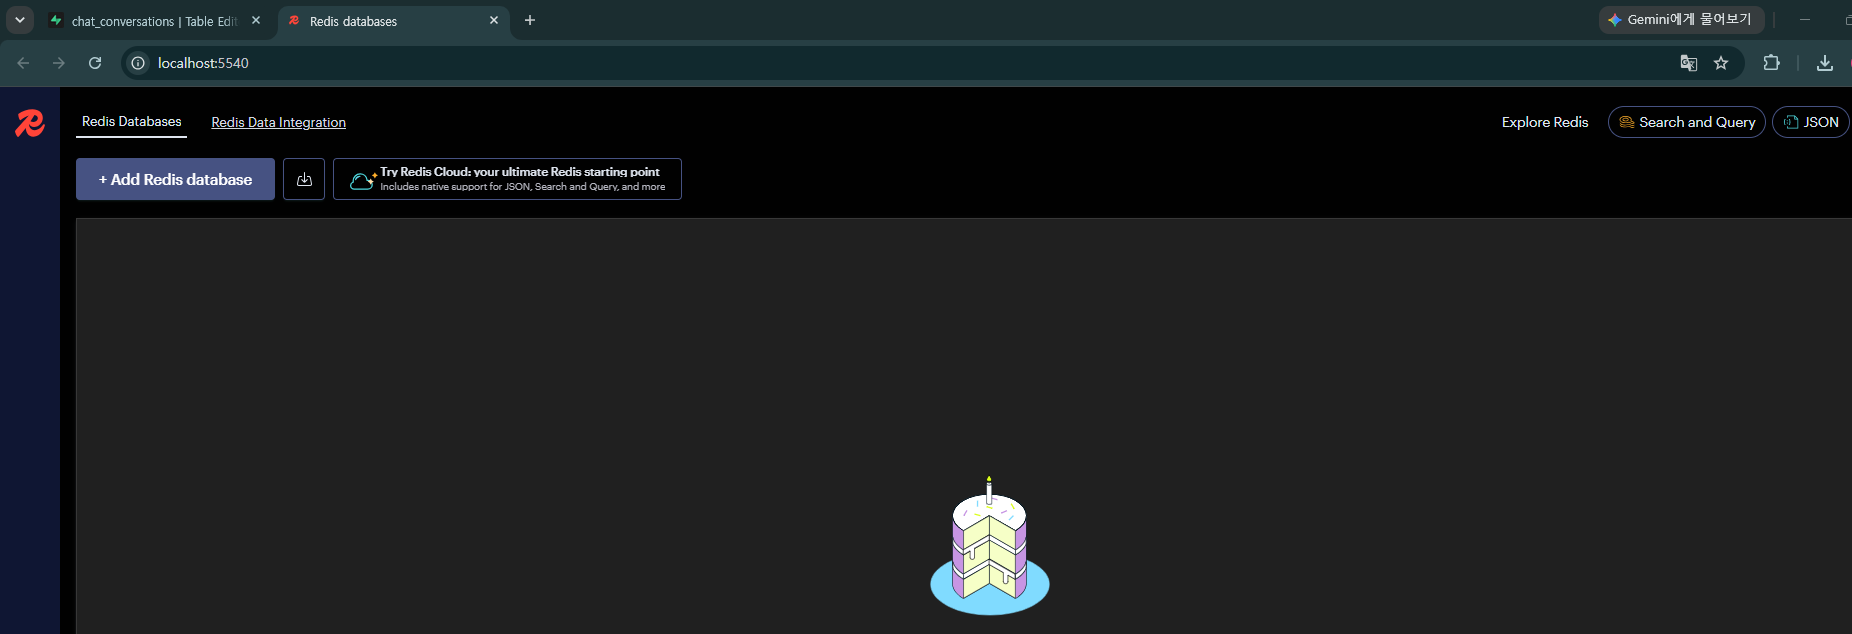 chat_conversations | Table Edit
Redis databases
Gemini에게 물어보기
localhost:5540
Redis Databases
Redis Data Integration
Explore Redis
Search and Query
JSON
+ Add Redis database
Try Redis Cloud: your ultimate Redis starting point
Includes native support for JSON, Search and Query, and more